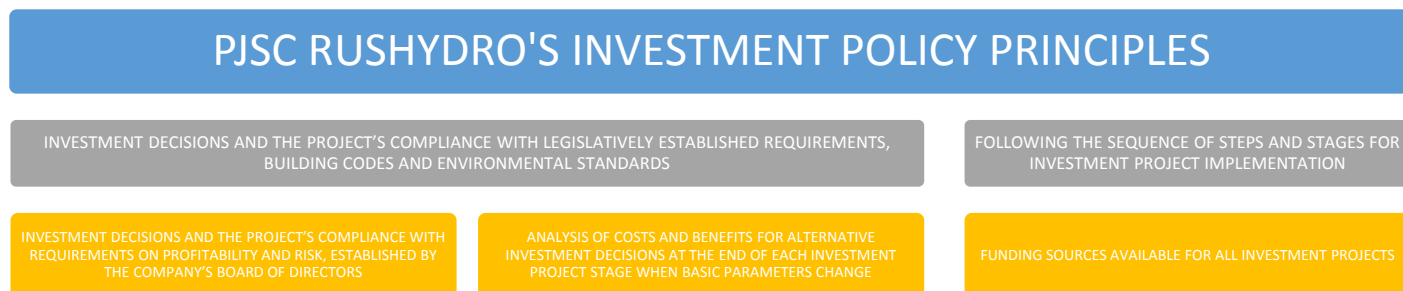 PJSC RUSHYDRO'S INVESTMENT POLICY PRINCIPLES
INVESTMENT DECISIONS AND THE PROJECT’S COMPLIANCE WITH LEGISLATIVELY ESTABLISHED REQUIREMENTS,
BUILDING CODES AND ENVIRONMENTAL STANDARDS
FOLLOWING THE SEQUENCE OF STEPS AND STAGES FOR
INVESTMENT PROJECT IMPLEMENTATION
INVESTMENT DECISIONS AND THE PROJECT’S COMPLIANCE WITH
REQUIREMENTS ON PROFITABILITY AND RISK, ESTABLISHED BY
THE COMPANY’S BOARD OF DIRECTORS
ANALYSIS OF COSTS AND BENEFITS FOR ALTERNATIVE
INVESTMENT DECISIONS AT THE END OF EACH INVESTMENT
PROJECT STAGE WHEN BASIC PARAMETERS CHANGE
FUNDING SOURCES AVAILABLE FOR ALL INVESTMENT PROJECTS